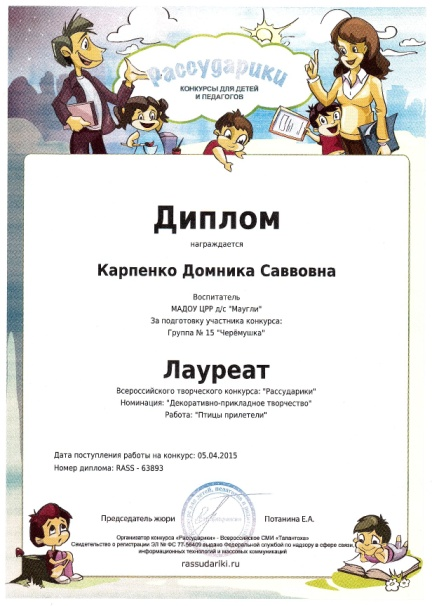 Рассударики
КОНКУРСЫ ДЛЯ ДЕТЕЙ
И ПЕДАГОГОВ
Диплом
награждается
Карпенко Домника Саввовна
Воспитатель
МАДОУ ЦРР д/с "Маугли"
За подготовку участника конкурса:
Группа № 15 "Черёмушка"
Лауреат
Всероссийского творческого конкурса: "Рассударики"
Номинация: "Декоративно-прикладное творчество"
Работа: "Птицы прилетели"
Дата поступления работы на конкурс: 05.04.2015
Номер диплома: RASS - 63893
Председатель жюри
Потанина Е.А.
Организатор конкурса «Рассударики» - Всероссийское СМИ «Талантоха»
Свидетельство о регистрации ЭЛ № ФС 77-56409 выдано Федеральной службой по надзору в сфере связи,
информационных технологий и массовых коммуникаций
rassudariki.ru